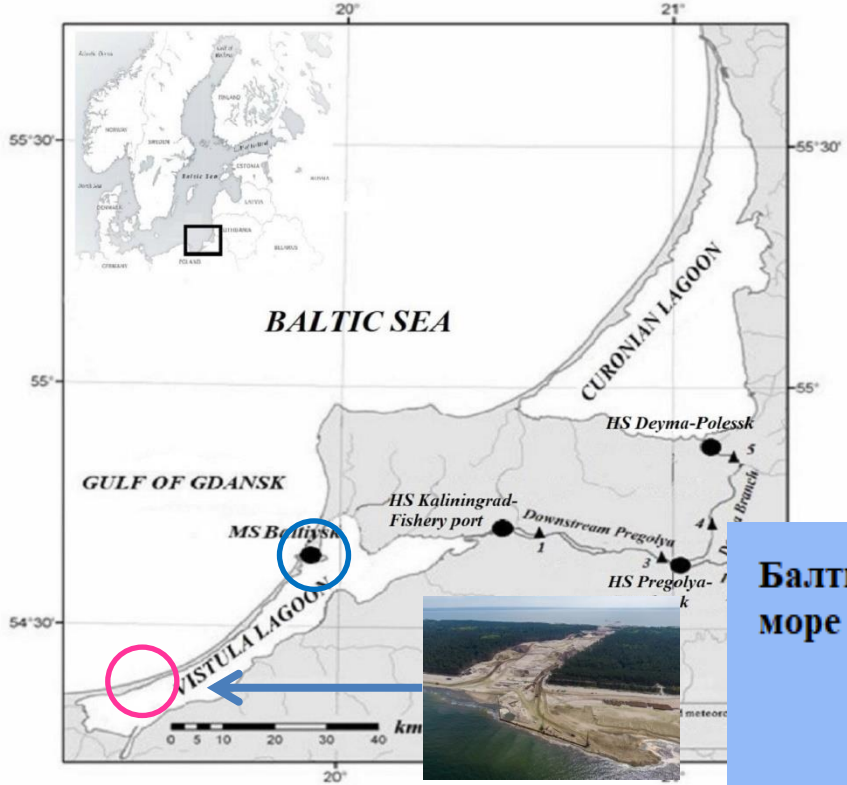 20°
21°
55°30'
55°30'
FINLAND
NORWAY
SWEDEN
ESTONIA
RUSSIA
Baltic Sea
LATVIA
DENMARK
LITHUANIA
BELARUS
POLAND
GERMANY
BALTIC SEA
CURONIAN LAGOON
55°
55°
HS Deyma-Polessk
5
GULF OF GDANSK
HS Kaliningrad-
Fishery port
Downstream Pregolya
Branch
MS Baltiysk
1
3
4
HS Pregolya-
54°30'
VISTULA LAGOON
Балти
море
km
0 5 10 20 30 40
20°